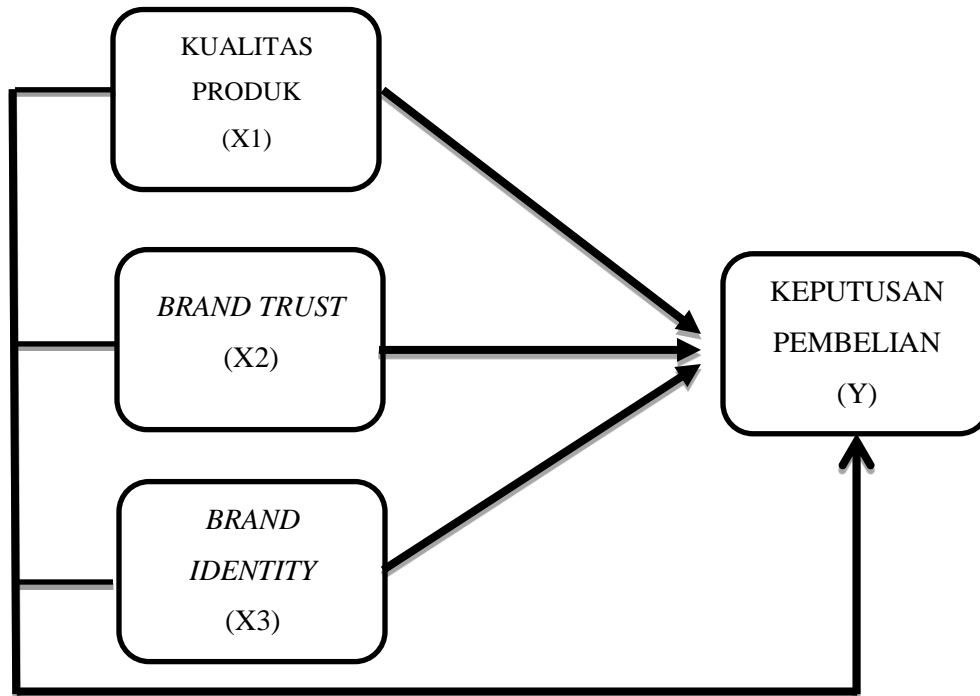 KUALITAS
PRODUK
(X1)
BRAND TRUST
(X2)
BRAND
IDENTITY
(X3)
KEPUTUSAN
PEMBELIAN
(Y)